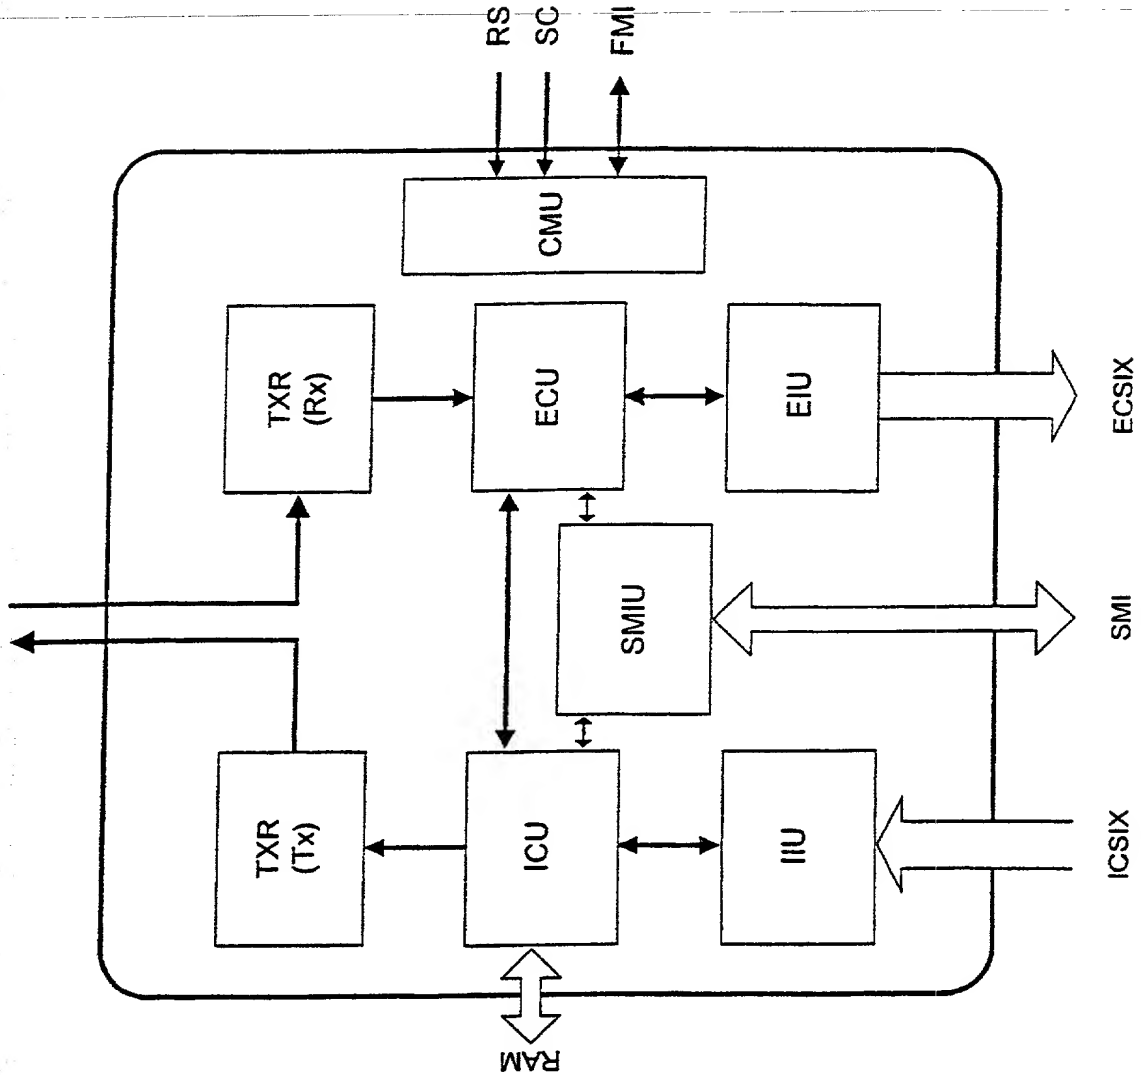 RAM
ICSIX
IIU
ICU
TXR
(Tx)
SMI
SMIU
ECSIX
EIU
ECU
TXR
(Rx)
CMU
RS
SC
FMI